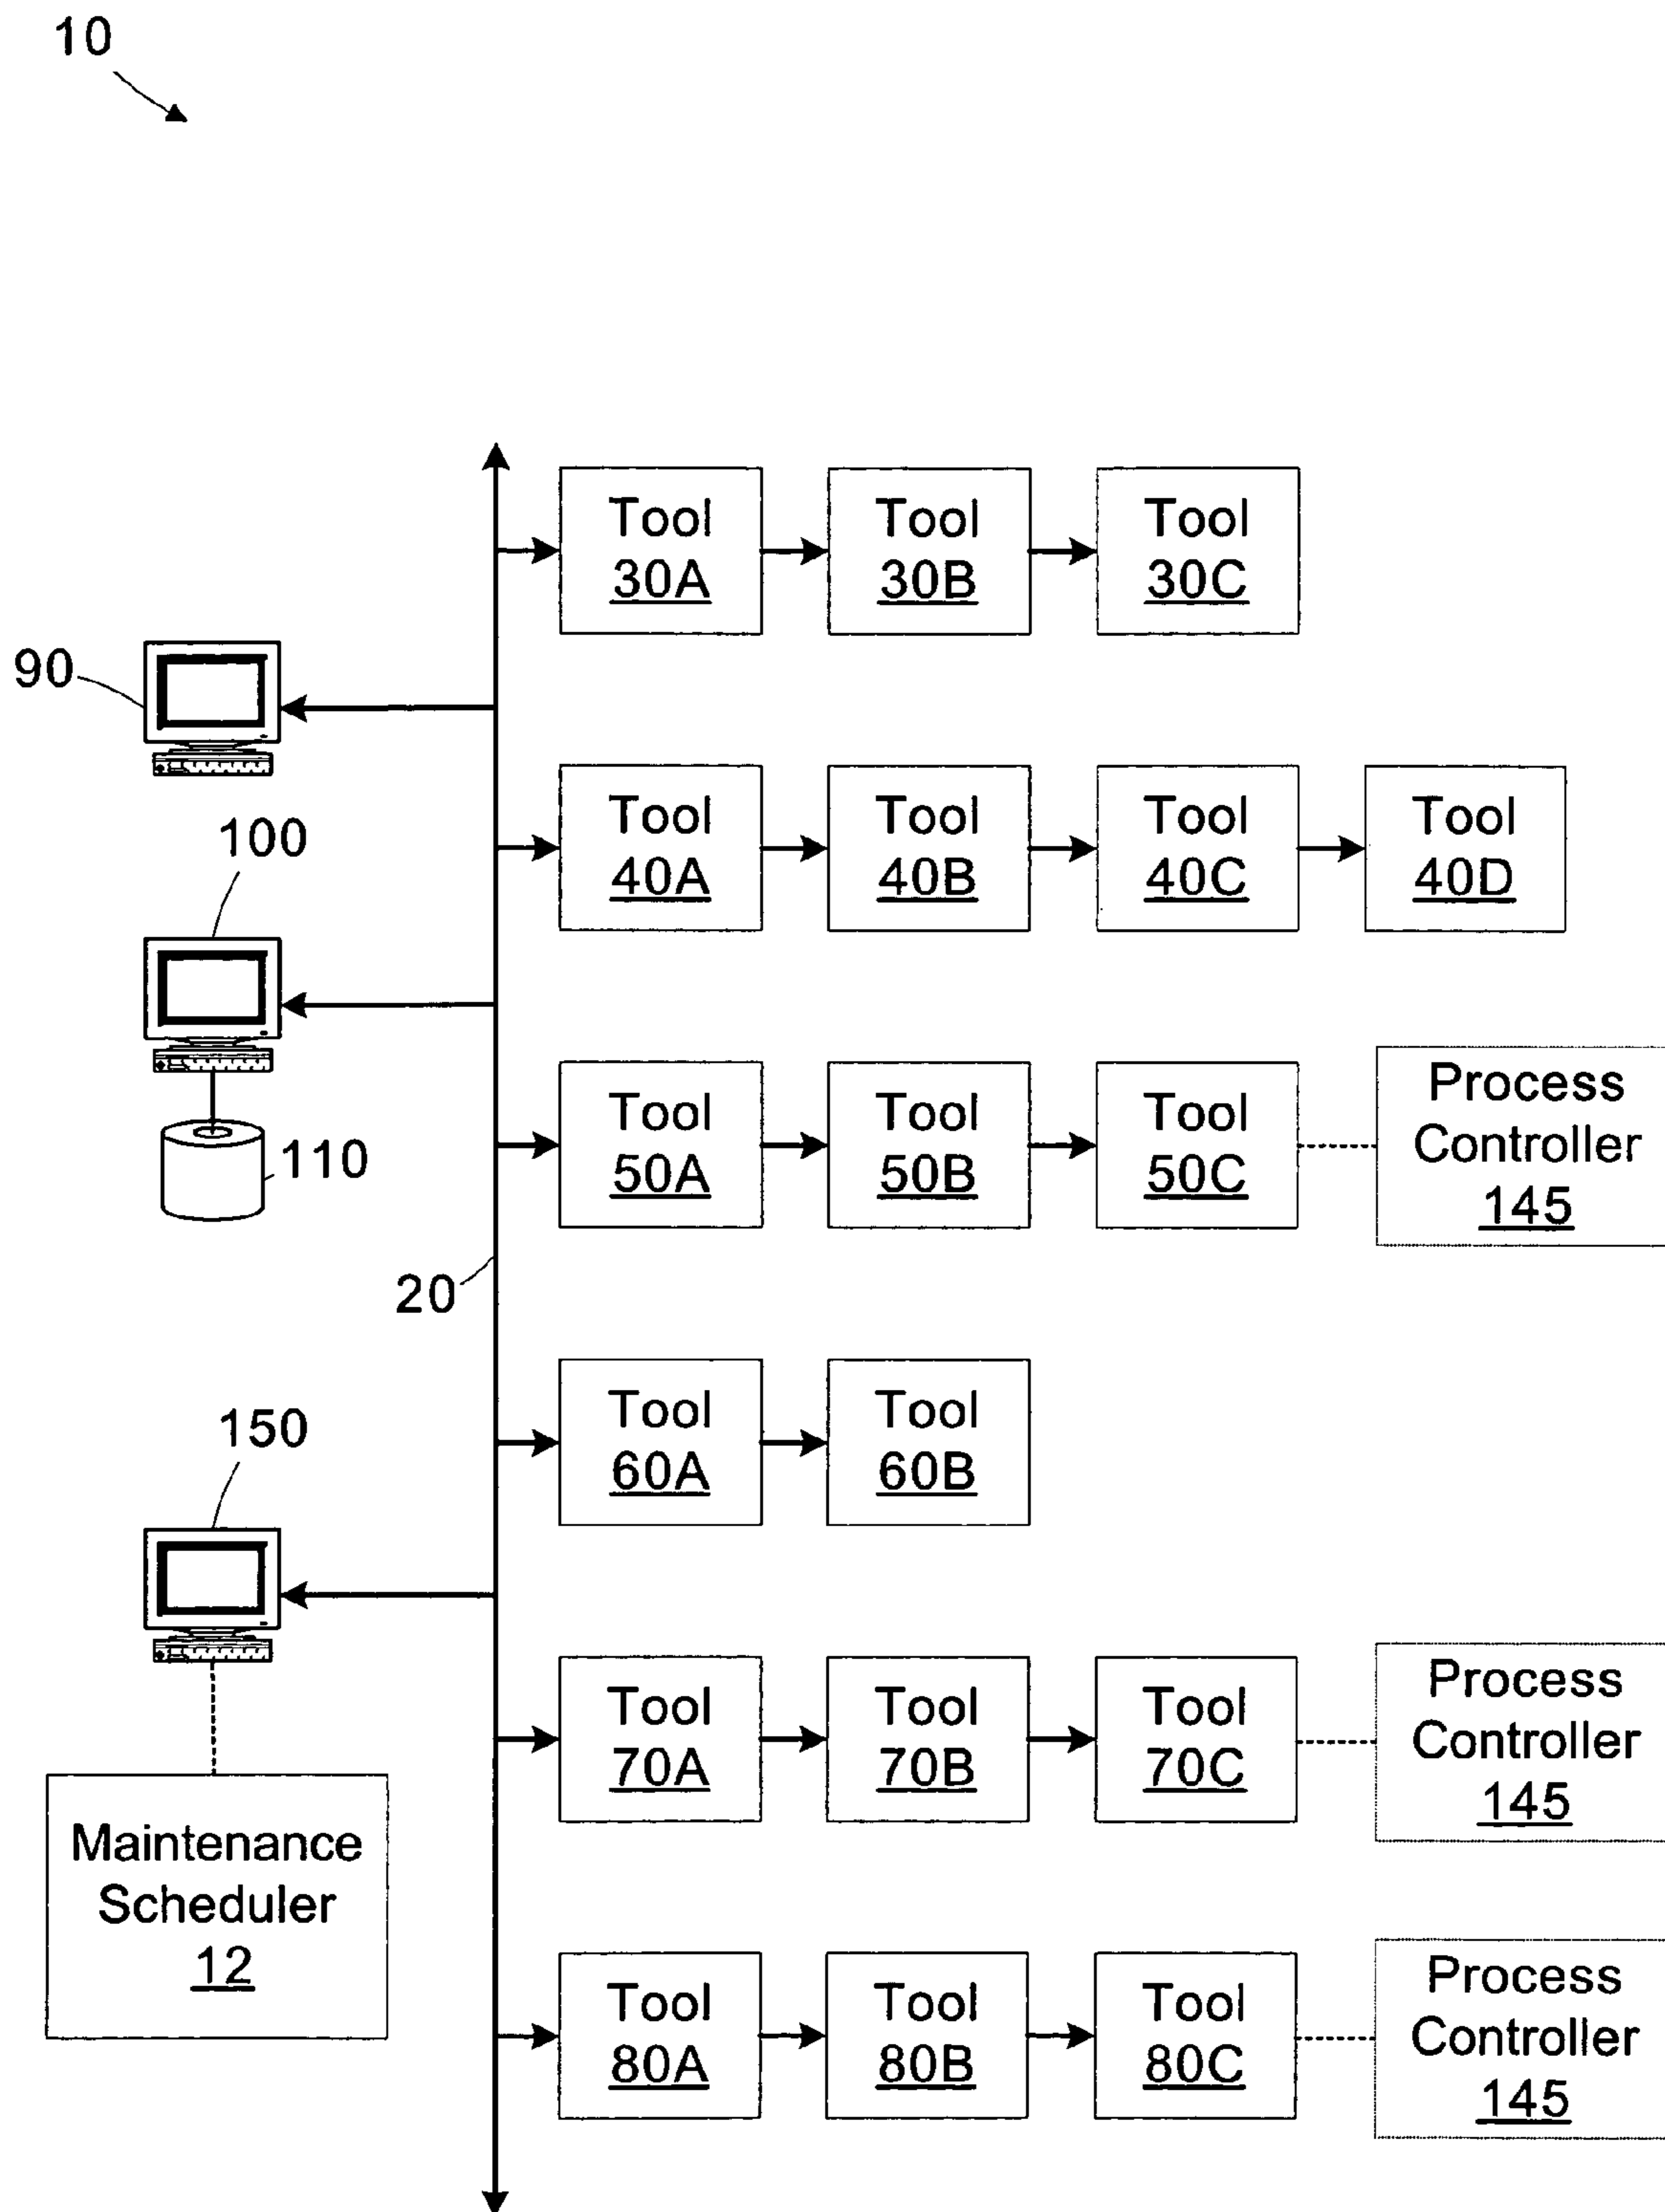 10
Tool
30A
Tool
30B
Tool
30C
90
Tool
40A
Tool
40B
Tool
40C
Tool
40D
100
Tool
50A
Tool
50B
Tool
50C
Process
Controller
145
110
20
Tool
60A
Tool
60B
150
Tool
70A
Tool
70B
Tool
70C
Process
Controller
145
Maintenance
Scheduler
12
Tool
80A
Tool
80B
Tool
80C
Process
Controller
145